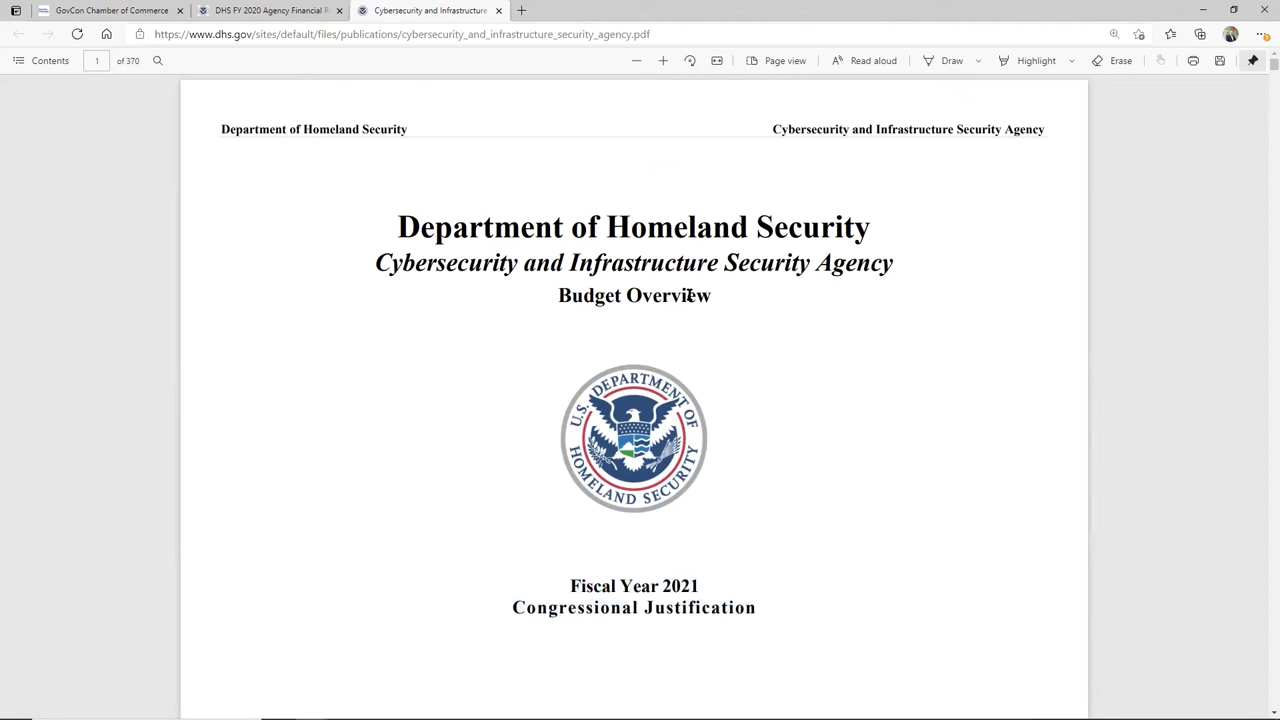 GovCon Chamber of Commerce
DHS FY 2020 Agency Financial R
Cybersecurity and Infrastructure
https://www.dhs.gov/sites/default/files/publications/cybersecurity_and_infrastructure_security_agency.pdf
Contents 1 of 370 Page view Read aloud Draw Highlight Erase
Department of Homeland Security Cybersecurity and Infrastructure Security Agency
Department of Homeland Security
Cybersecurity and Infrastructure Security Agency
Budget Overview
U.S. DEPARTMENT OF
HOMELAND SECURITY
Fiscal Year 2021
Congressional Justification